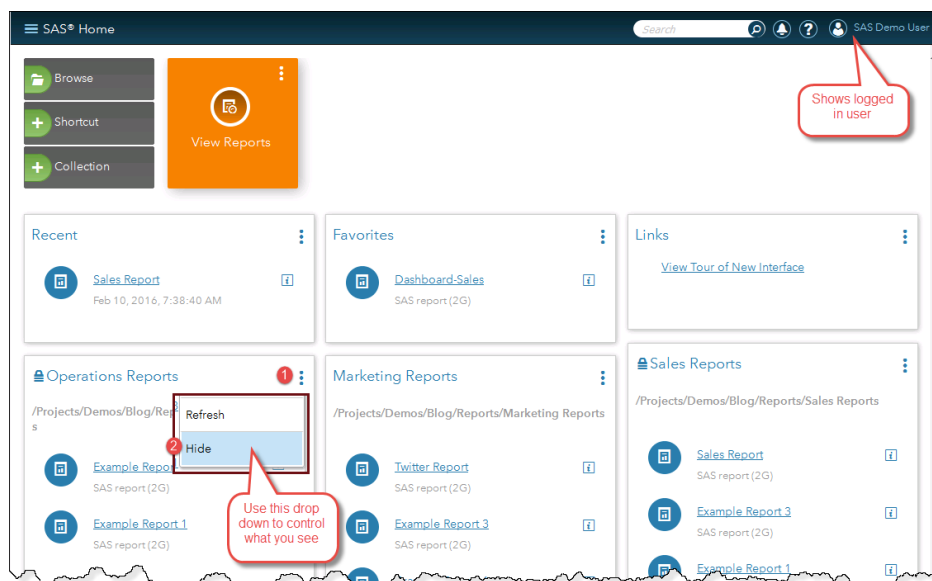 SAS® Home
Search
?
SAS Demo User
Browse
Shortcut
Collection
View Reports
Shows logged
in user
Recent
Sales Report
Feb 10, 2016, 7:38:40 AM
Favorites
Dashboard-Sales
SAS report (2G)
Links
View Tour of New Interface
Operations Reports
1
/Projects/Demos/Blog/Rep
s
Refresh
2
Hide
Example Repor
SAS report (2G)
Example Report 1
SAS report (2G)
Use this drop
down to control
what you see
Marketing Reports
/Projects/Demos/Blog/Reports/Marketing Reports
Twitter Report
SAS report (2G)
Example Report 3
SAS report (2G)
Sales Reports
/Projects/Demos/Blog/Reports/Sales Reports
Sales Report
SAS report (2G)
Example Report 3
SAS report (2G)
Example Report 1